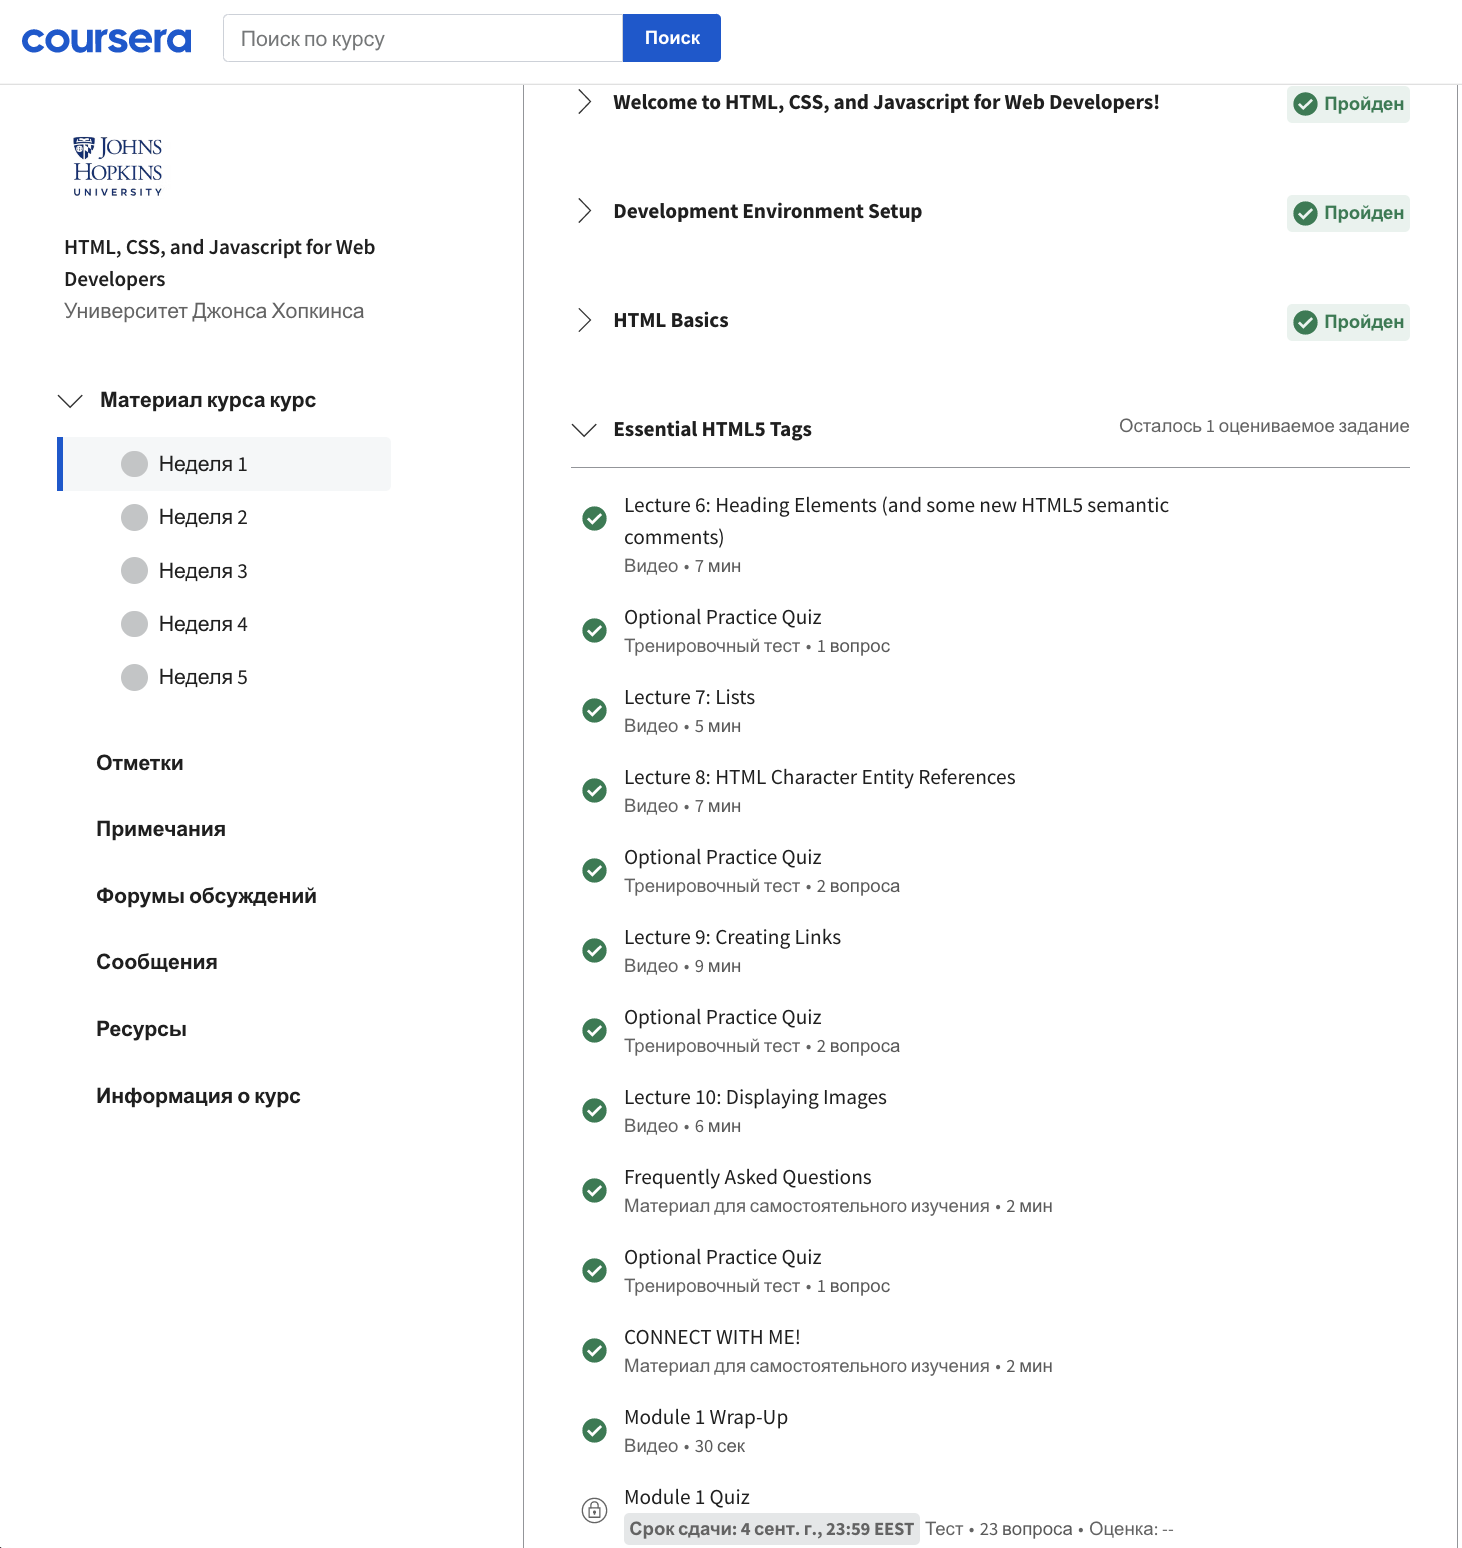 coursera
Поиск по курсу
Поиск
JOHNS
HOPKINS
UNIVERSITY
HTML, CSS, and Javascript for Web
Developers
Университет Джонса Хопкинса
Материал курса курс
Неделя 1
Неделя 2
Неделя 3
Неделя 4
Неделя 5
Отметки
Примечания
Форумы обсуждений
Сообщения
Ресурсы
Информация о курс
Welcome to HTML, CSS, and Javascript for Web Developers!
Пройден
Development Environment Setup
Пройден
HTML Basics
Пройден
Essential HTML5 Tags
Осталось 1 оцениваемое задание
Lecture 6: Heading Elements (and some new HTML5 semantic
comments)
Видео • 7 мин
Optional Practice Quiz
Тренировочный тест • 1 вопрос
Lecture 7: Lists
Видео • 5 мин
Lecture 8: HTML Character Entity References
Видео • 7 мин
Optional Practice Quiz
Тренировочный тест • 2 вопроса
Lecture 9: Creating Links
Видео • 9 мин
Optional Practice Quiz
Тренировочный тест • 2 вопроса
Lecture 10: Displaying Images
Видео • 6 мин
Frequently Asked Questions
Материал для самостоятельного изучения • 2 мин
Optional Practice Quiz
Тренировочный тест • 1 вопрос
CONNECT WITH ME!
Материал для самостоятельного изучения • 2 мин
Module 1 Wrap-Up
Видео • 30 сек
Module 1 Quiz
Срок сдачи: 4 сент. г., 23:59 EEST Тест • 23 вопроса • Оценка: --